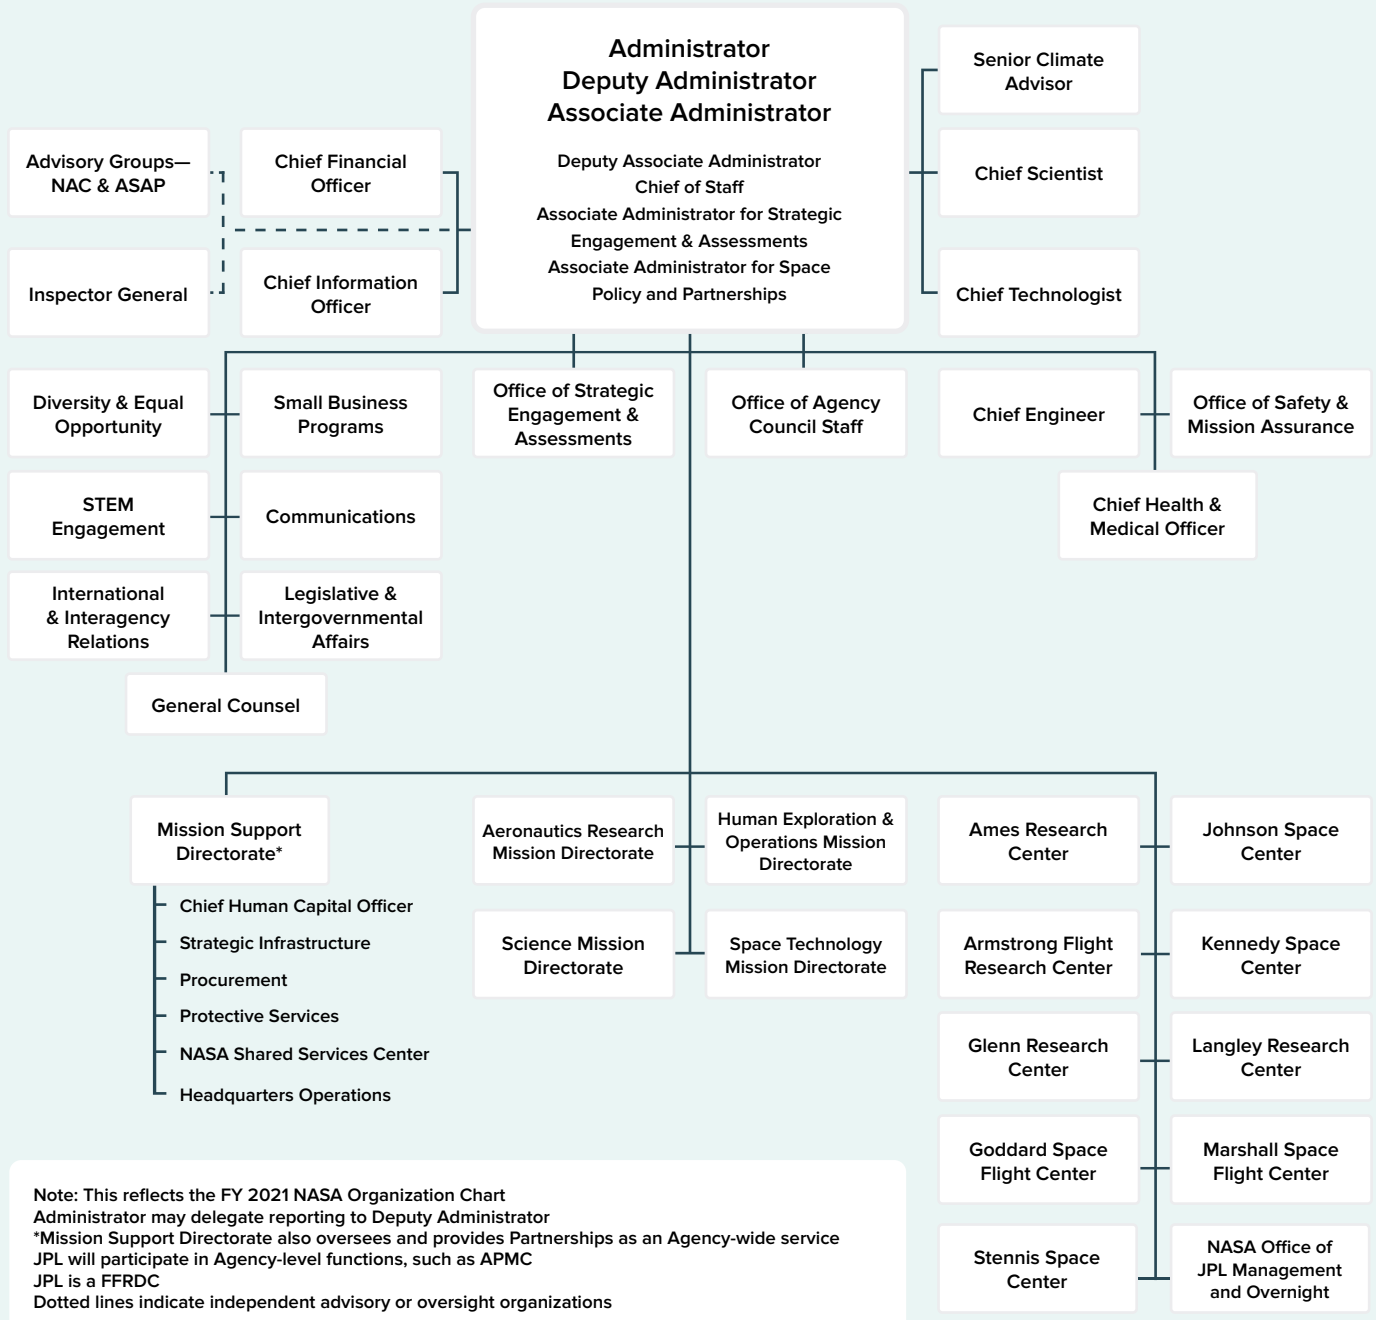 Administrator
Deputy Administrator
Associate Administrator
Deputy Associate Administrator
Chief of Staff
Associate Administrator for Strategic
Engagement & Assessments
Associate Administrator for Space
Policy and Partnerships
Senior Climate
Advisor
Chief Scientist
Chief Technologist
Advisory Groups—
NAC & ASAP
Chief Financial
Officer
Inspector General
Chief Information
Officer
Diversity & Equal
Opportunity
Small Business
Programs
Office of Strategic
Engagement &
Assessments
Office of Agency
Council Staff
Chief Engineer
Office of Safety &
Mission Assurance
STEM
Engagement
Communications
Chief Health &
Medical Officer
International
& Interagency
Relations
Legislative &
Intergovernmental
Affairs
General Counsel
Mission Support
Directorate*
Chief Human Capital Officer
Strategic Infrastructure
Procurement
Protective Services
NASA Shared Services Center
Headquarters Operations
Aeronautics Research
Mission Directorate
Human Exploration &
Operations Mission
Directorate
Science Mission
Directorate
Space Technology
Mission Directorate
Ames Research
Center
Johnson Space
Center
Armstrong Flight
Research Center
Kennedy Space
Center
Glenn Research
Center
Langley Research
Center
Goddard Space
Flight Center
Marshall Space
Flight Center
Stennis Space
Center
NASA Office of
JPL Management
and Overnight
Note: This reflects the FY 2021 NASA Organization Chart
Administrator may delegate reporting to Deputy Administrator
*Mission Support Directorate also oversees and provides Partnerships as an Agency-wide service
JPL will participate in Agency-level functions, such as APMC
JPL is a FFRDC
Dotted lines indicate independent advisory or oversight organizations